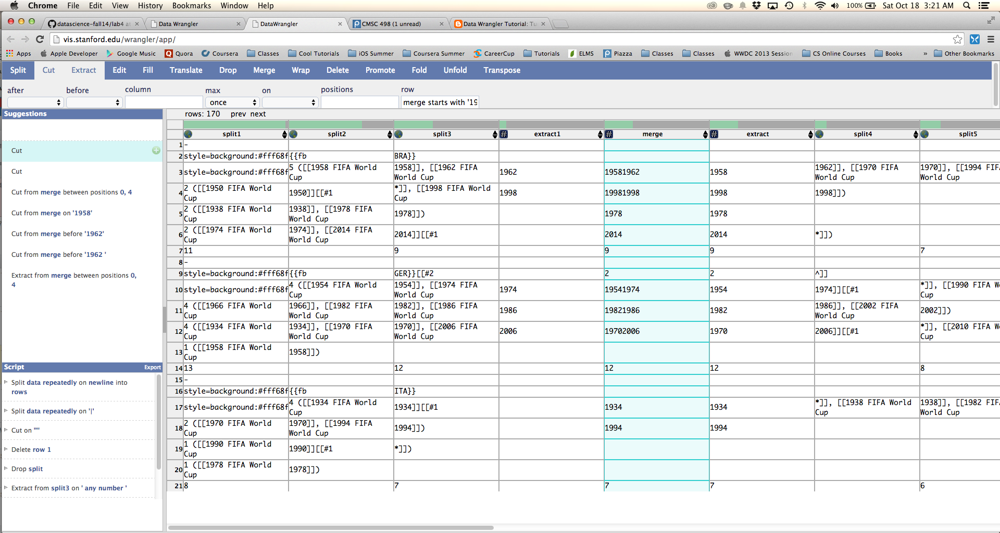 Chrome File Edit View History Bookmarks Window Help 100% Sat Oct 18 3:21 AM
datascience-fall14/lab4 at Data Wrangler DataWrangler CMSC 498 (1 unread) Data Wrangler Tutorial: Tu
vis.stanford.edu/wrangler/app/
Apps Apple Developer Google Music Quora Coursera Classes Cool Tutorials iOS Summer Coursera Summer CareerCup Tutorials ELMS Piazza Classes Classes WWDC 2013 Session CS Online Courses Books » Other Bookmarks
Split Cut Extract Edit Fill Translate Drop Merge Wrap Delete Promote Fold Unfold Transpose
after before column max on positions row
once merge starts with '19
Suggestions
Cut
Cut
Cut from merge between positions 0, 4
Cut from merge on '1958'
Cut from merge before '1962'
Cut from merge before '1962 '
Extract from merge between positions 0,
4
Script Export
Split data repeatedly on newline into
rows
Split data repeatedly on '|'
Cut on '"'
Delete row 1
Drop split
Extract from split3 on ' any number '
rows: 170 prev next
split1 split2 split3 # extract1 # merge # extract split4 split5
1 -
2 style=background:#fff68f {{fb BRA}}
3 style=background:#fff68f 5 ([[1958 FIFA World Cup 1958]], [[1962 FIFA World Cup 1962 19581962 1958 1962]], [[1970 FIFA World Cup 1970]], [[1994 FIFA World Cup
4 2 ([[1950 FIFA World Cup 1950]][[#1 *]], [[1998 FIFA World Cup 1998 19981998 1998 1998]])
5 2 ([[1938 FIFA World Cup 1938]], [[1978 FIFA World Cup 1978]]) 1978 1978
6 2 ([[1974 FIFA World Cup 1974]], [[2014 FIFA World Cup 2014]][[#1 2014 2014 *]])
7 11 9 9 9 7
8 -
9 style=background:#fff68f {{fb GER}}[[#2 2 2 ^]]
10 style=background:#fff68f 4 ([[1954 FIFA World Cup 1954]], [[1974 FIFA World Cup 1974 19541974 1954 1974]][[#1 *]], [[1990 FIFA Wo Cup
11 4 ([[1966 FIFA World Cup 1966]], [[1982 FIFA World Cup 1982]], [[1986 FIFA World Cup 1986 19821986 1982 1986]], [[2002 FIFA World Cup 2002]])
12 4 ([[1934 FIFA World Cup 1934]], [[1970 FIFA World Cup 1970]], [[2006 FIFA World Cup 2006 19702006 1970 2006]][[#1 *]], [[2010 FIFA Wo Cup
13 1 ([[1958 FIFA World Cup 1958]])
14 13 12 12 12 8
15 -
16 style=background:#fff68f {{fb ITA}}
17 style=background:#fff68f 4 ([[1934 FIFA World Cup 1934]][[#1 1934 1934 *]], [[1938 FIFA World Cup 1938]], [[1982 FIFA World Cup
18 2 ([[1970 FIFA World Cup 1970]], [[1994 FIFA World Cup 1994]]) 1994 1994
19 1 ([[1990 FIFA World Cup 1990]][[#1 *]])
20 1 ([[1978 FIFA World Cup 1978]])
21 8 7 7 7 6